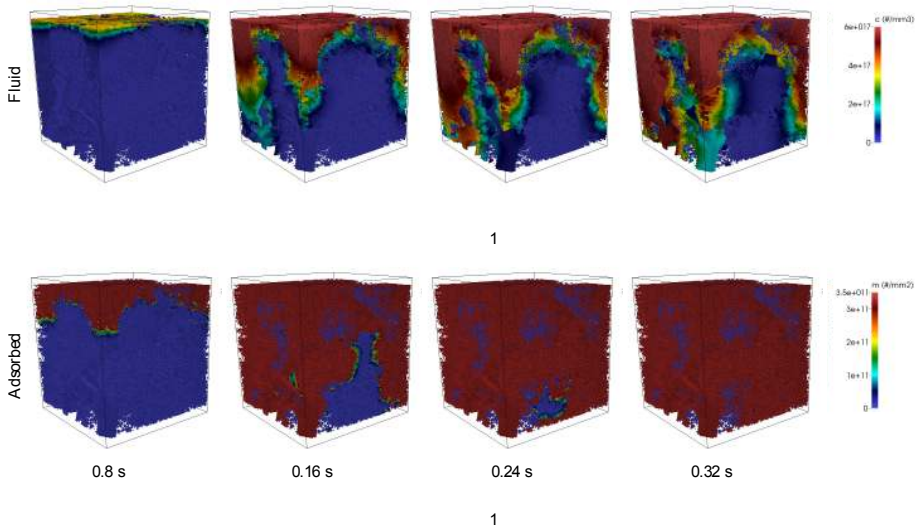 Fluid
c (#/mm3)
6e+017
4e+17
2e+17
0
1
Adsorbed
m (#/mm2)
3.5e+011
3e+11
2e+11
1e+11
0
0.8 s
0.16 s
0.24 s
0.32 s
1